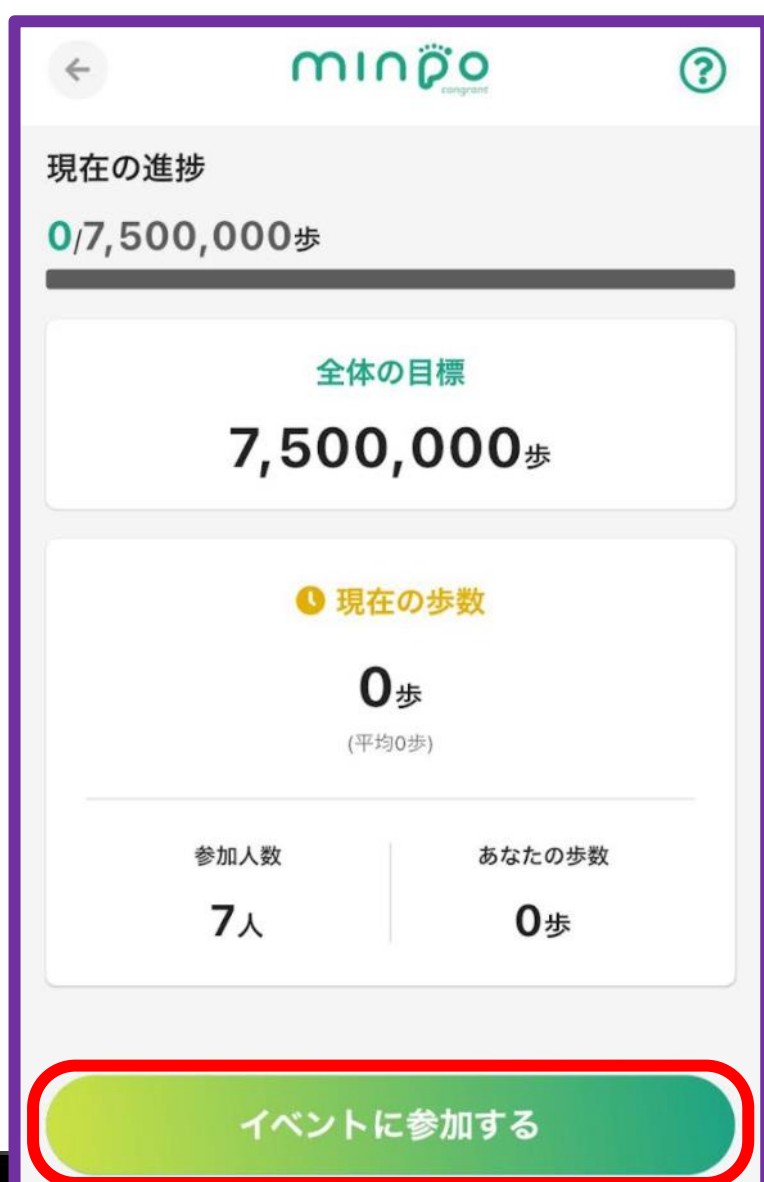 minpo
congrant
?
現在の進捗
0/7,500,000歩
全体の目標
7,500,000歩
現在の歩数
0歩
(平均0歩)
参加人数 あなたの歩数
7人 0歩
イベントに参加する